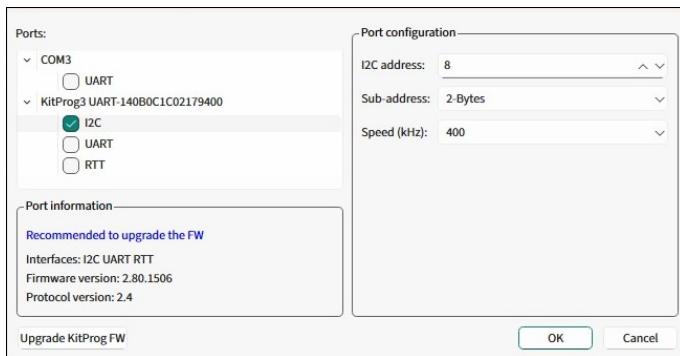 Ports:
COM3
UART
KitProg3 UART-140B0C1C02179400
I2C
UART
RTT
Port information
Recommended to upgrade the FW
Interfaces: I2C UART RTT
Firmware version: 2.80.1506
Protocol version: 2.4
Upgrade KitProg FW
Port configuration
I2C address: 8
Sub-address: 2-Bytes
Speed (kHz): 400
OK Cancel